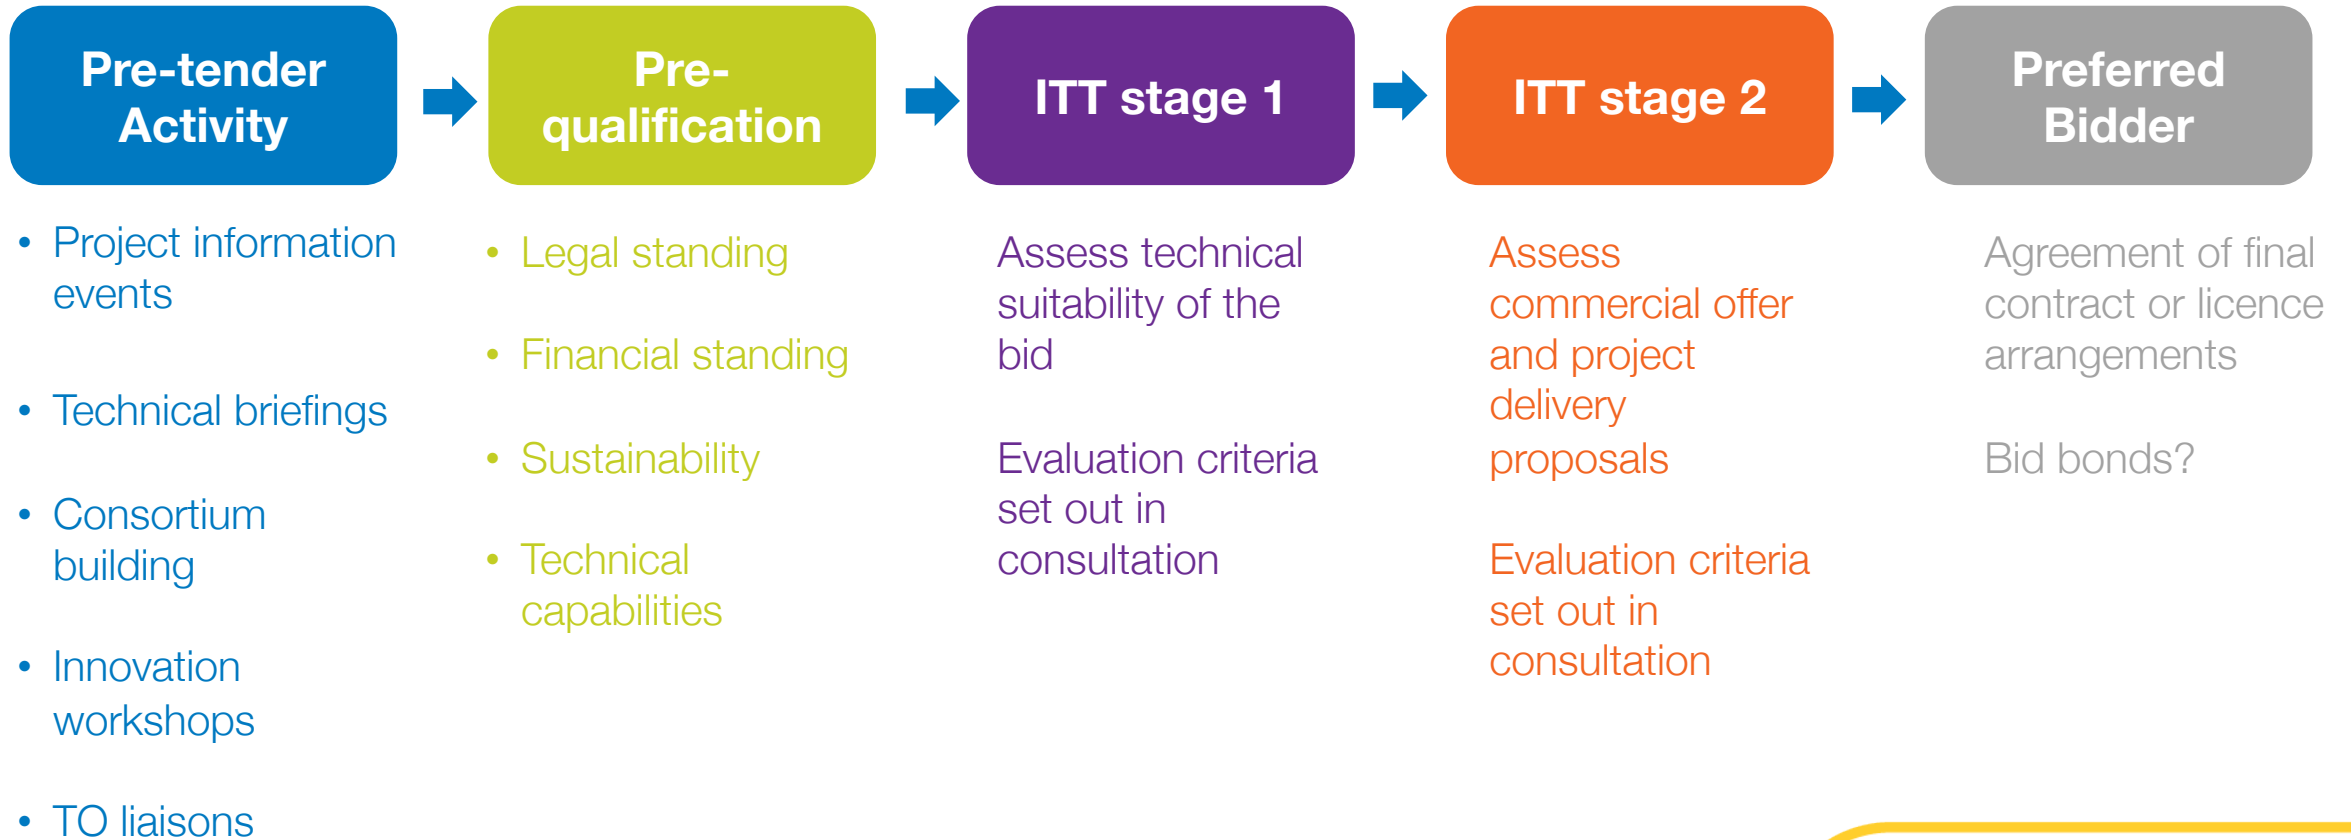 Pre-tender
Activity
Pre-
qualification
ITT stage 1
ITT stage 2
Preferred
Bidder
• Project information
events
• Technical briefings
• Consortium
building
• Innovation
workshops
• TO liaisons
• Legal standing
• Financial standing
• Sustainability
• Technical
capabilities
Assess technical
suitability of the
bid
Evaluation criteria
set out in
consultation
Assess
commercial offer
and project
delivery
proposals
Evaluation criteria
set out in
consultation
Agreement of final
contract or licence
arrangements
Bid bonds?